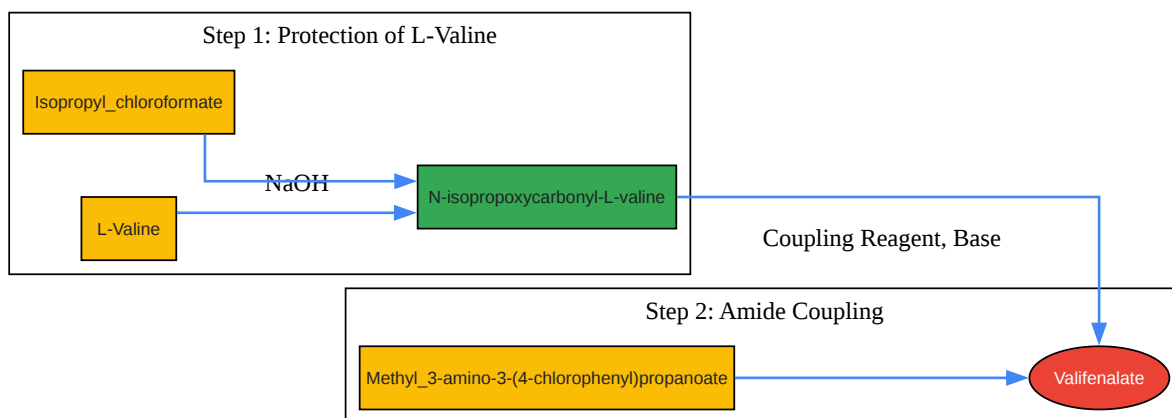 Step 1: Protection of L-Valine
Isopropyl_chloroformate
NaOH
L-Valine
N-isopropoxycarbonyl-L-valine
Coupling Reagent, Base
Step 2: Amide Coupling
Methyl_3-amino-3-(4-chlorophenyl)propanoate
Valifenalate